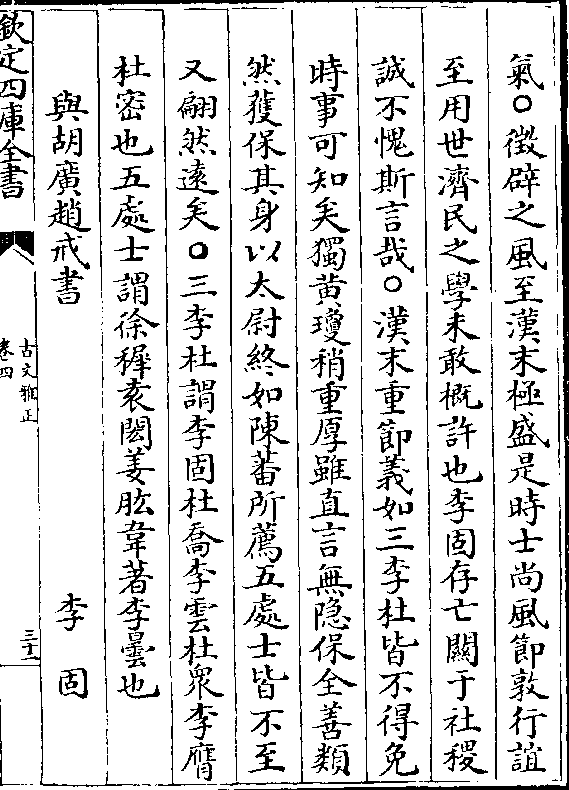 氣○徵辟之風至漢末極盛是時士尚風節敦行誼
至用世濟民之學未敢概許也李固存亡關于社稷
誠不愧斯言哉○漢末重節義如三李杜皆不得免
時事可知矣獨黃瓊稍重厚雖直言無隱保全善類
然獲保其身以太尉終如陳蕃所薦五處士皆不至
又翩然遠矣○三李杜謂李固杜喬李雲杜衆李膺
杜密也五處士謂徐稺袁閎姜肱韋著李曇也
與胡廣趙戒書 李固
欽定四庫全書
古文雅正
卷四
三十一